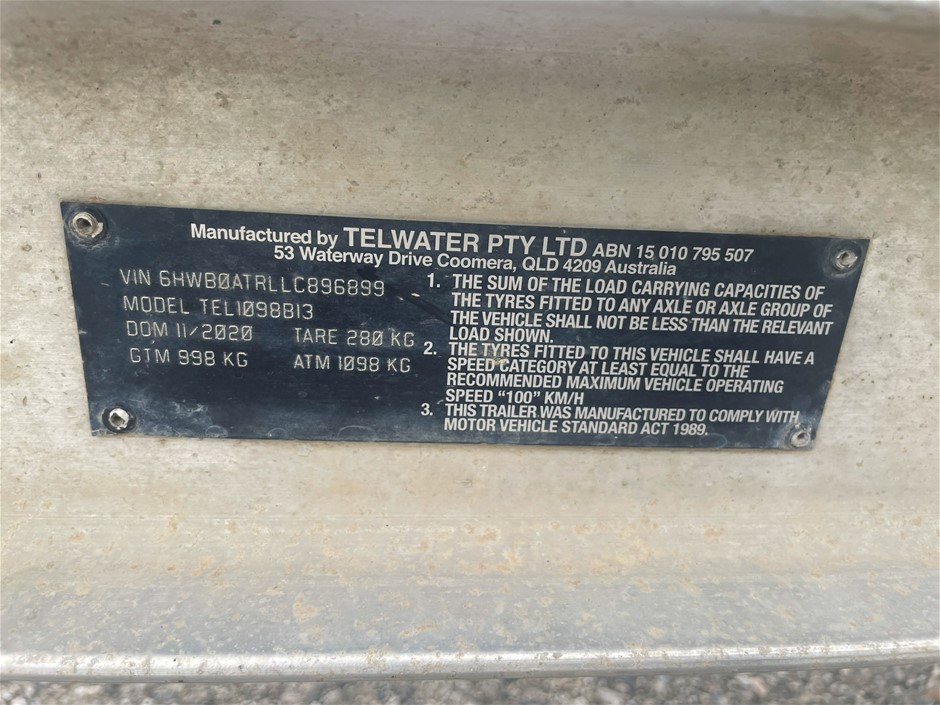 Manufactured by TELWATER PTY LTD ABN 15 010 795 507
53 Waterway Drive Coomera, QLD 4209 Australia
VIN 6HWB0ATRLLC896899
MODEL TEL1098B13
DOM 11/2020 TARE 280 KG
GTM 998 KG ATM 1098 KG
1. THE SUM OF THE LOAD CARRYING CAPACITIES OF
THE TYRES FITTED TO ANY AXLE OR AXLE GROUP OF
THE VEHICLE SHALL NOT BE LESS THAN THE RELEVANT
LOAD SHOWN.
2. THE TYRES FITTED TO THIS VEHICLE SHALL HAVE A
SPEED CATEGORY AT LEAST EQUAL TO THE
RECOMMENDED MAXIMUM VEHICLE OPERATING
SPEED “100” KM/H
3. THIS TRAILER WAS MANUFACTURED TO COMPLY WITH
MOTOR VEHICLE STANDARD ACT 1989.